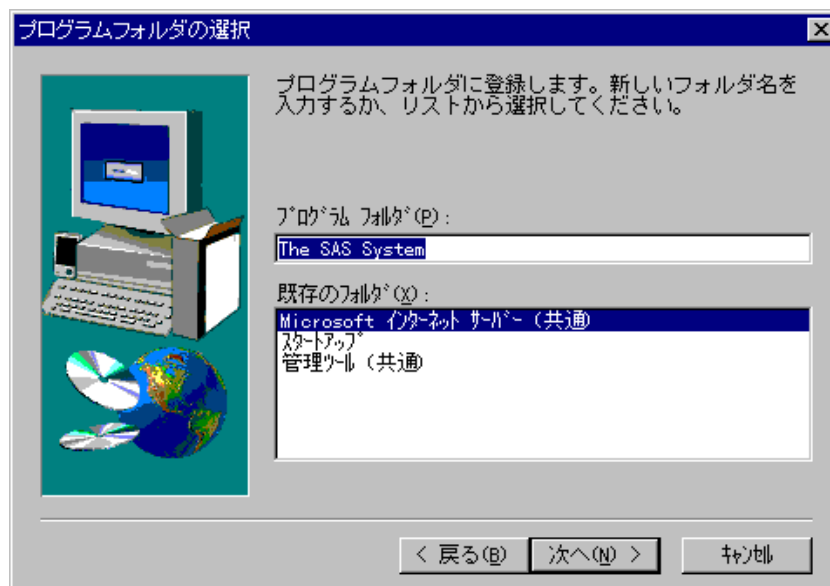 プログラムフォルダの選択
プログラムフォルダに登録します。新しいフォルダ名を
入力するか、リストから選択してください。
ﾌﾟﾛｸﾞﾗﾑ ﾌｫﾙﾀﾞ(P):
The SAS System
既存のﾌｫﾙﾀﾞ(X):
Microsoft ｲﾝﾀｰﾈｯﾄ ｻｰﾊﾞｰ (共通)
ｽﾀｰﾄｱｯﾌﾟ
管理ﾂｰﾙ (共通)
< 戻る(B)
次へ(N) >
ｷｬﾝｾﾙ